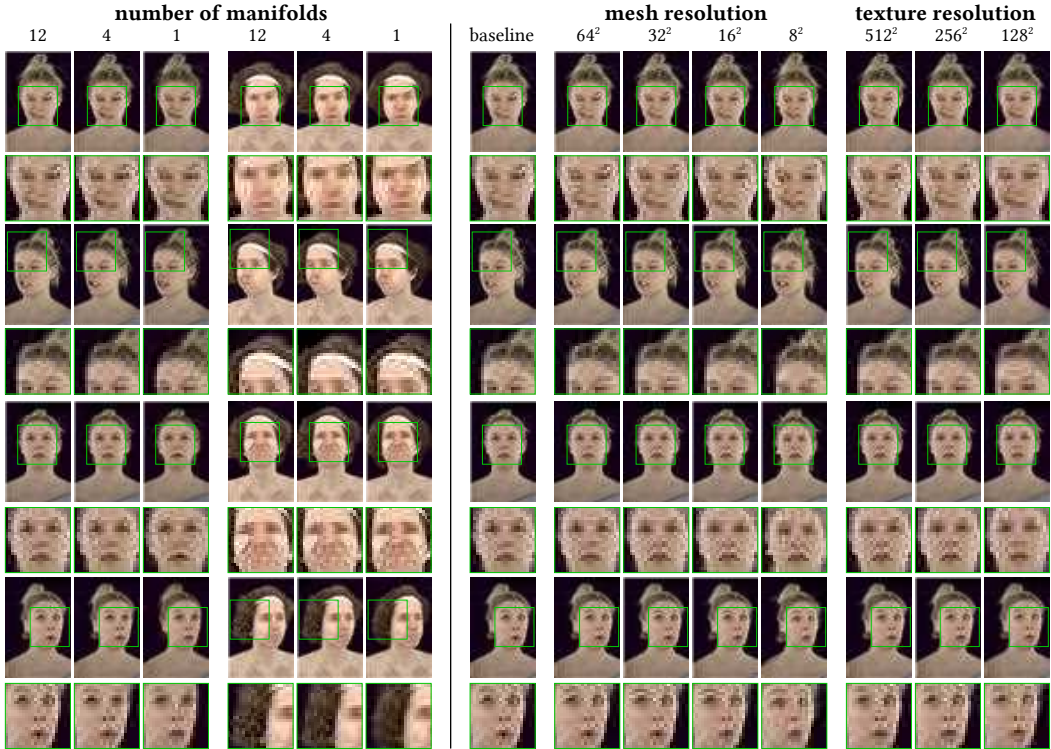 number of manifolds mesh resolution texture resolution
12 4 1 12 4 1 baseline 64² 32² 16² 8² 512² 256² 128²